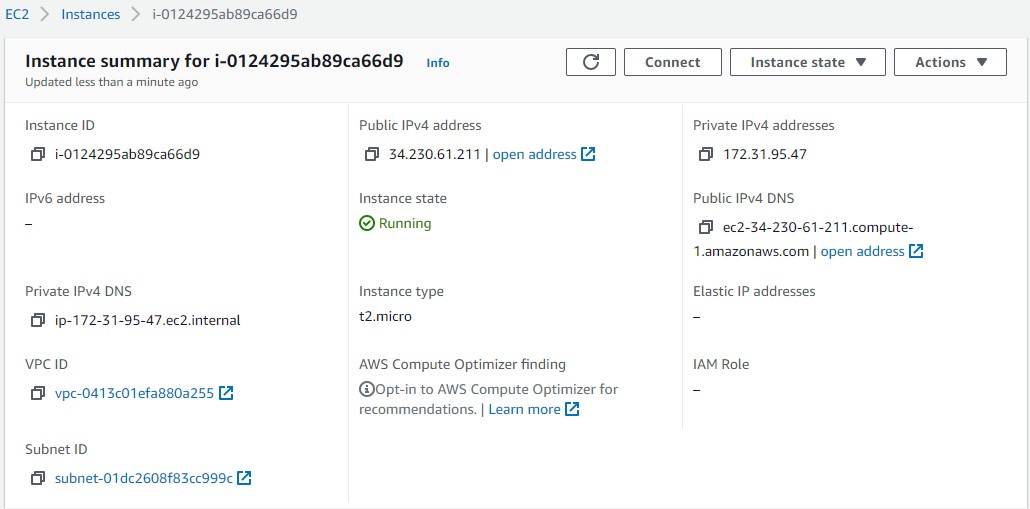 EC2 > Instances > i-0124295ab89ca66d9
Instance summary for i-0124295ab89ca66d9 Info
Updated less than a minute ago
Connect
Instance state
Actions
Instance ID
i-0124295ab89ca66d9
Public IPv4 address
34.230.61.211 | open address
Private IPv4 addresses
172.31.95.47
IPv6 address
–
Instance state
Running
Public IPv4 DNS
ec2-34-230-61-211.compute-
1.amazonaws.com | open address
Private IPv4 DNS
ip-172-31-95-47.ec2.internal
Instance type
t2.micro
Elastic IP addresses
–
VPC ID
vpc-0413c01efa880a255
AWS Compute Optimizer finding
Opt-in to AWS Compute Optimizer for
recommendations. | Learn more
IAM Role
–
Subnet ID
subnet-01dc2608f83cc999c